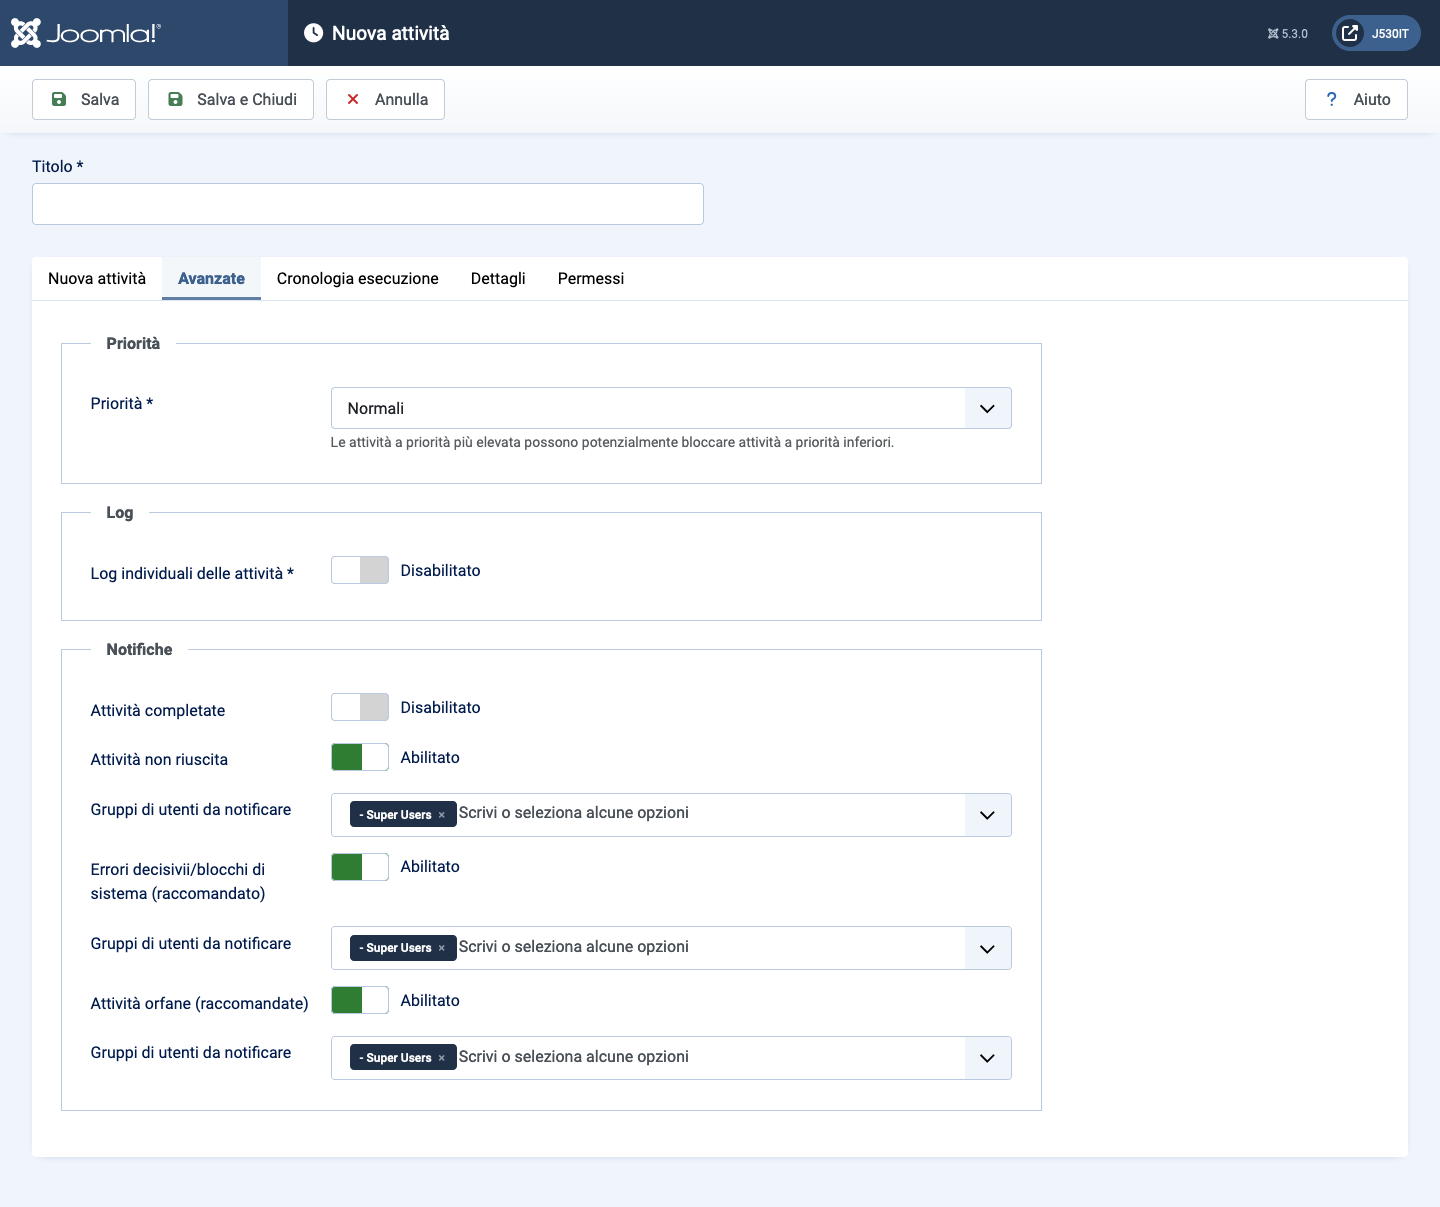 Joomla!®
Nuova attività
5.3.0
J530IT
Salva
Salva e Chiudi
Annulla
? Aiuto
Titolo *
Nuova attività
Avanzate
Cronologia esecuzione
Dettagli
Permessi
Priorità
Priorità *
Normali
Le attività a priorità più elevata possono potenzialmente bloccare attività a priorità inferiori.
Log
Log individuali delle attività *
Disabilitato
Notifiche
Attività completate
Disabilitato
Attività non riuscita
Abilitato
Gruppi di utenti da notificare
- Super Users × Scrivi o seleziona alcune opzioni
Errori decisivii/blocchi di
sistema (raccomandato)
Abilitato
Gruppi di utenti da notificare
- Super Users × Scrivi o seleziona alcune opzioni
Attività orfane (raccomandate)
Abilitato
Gruppi di utenti da notificare
- Super Users × Scrivi o seleziona alcune opzioni